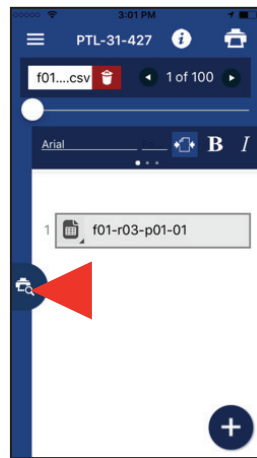 3:01 PM
PTL-31-427 i
f01....csv 1 of 100
Arial B I
1 f01-r03-p01-01